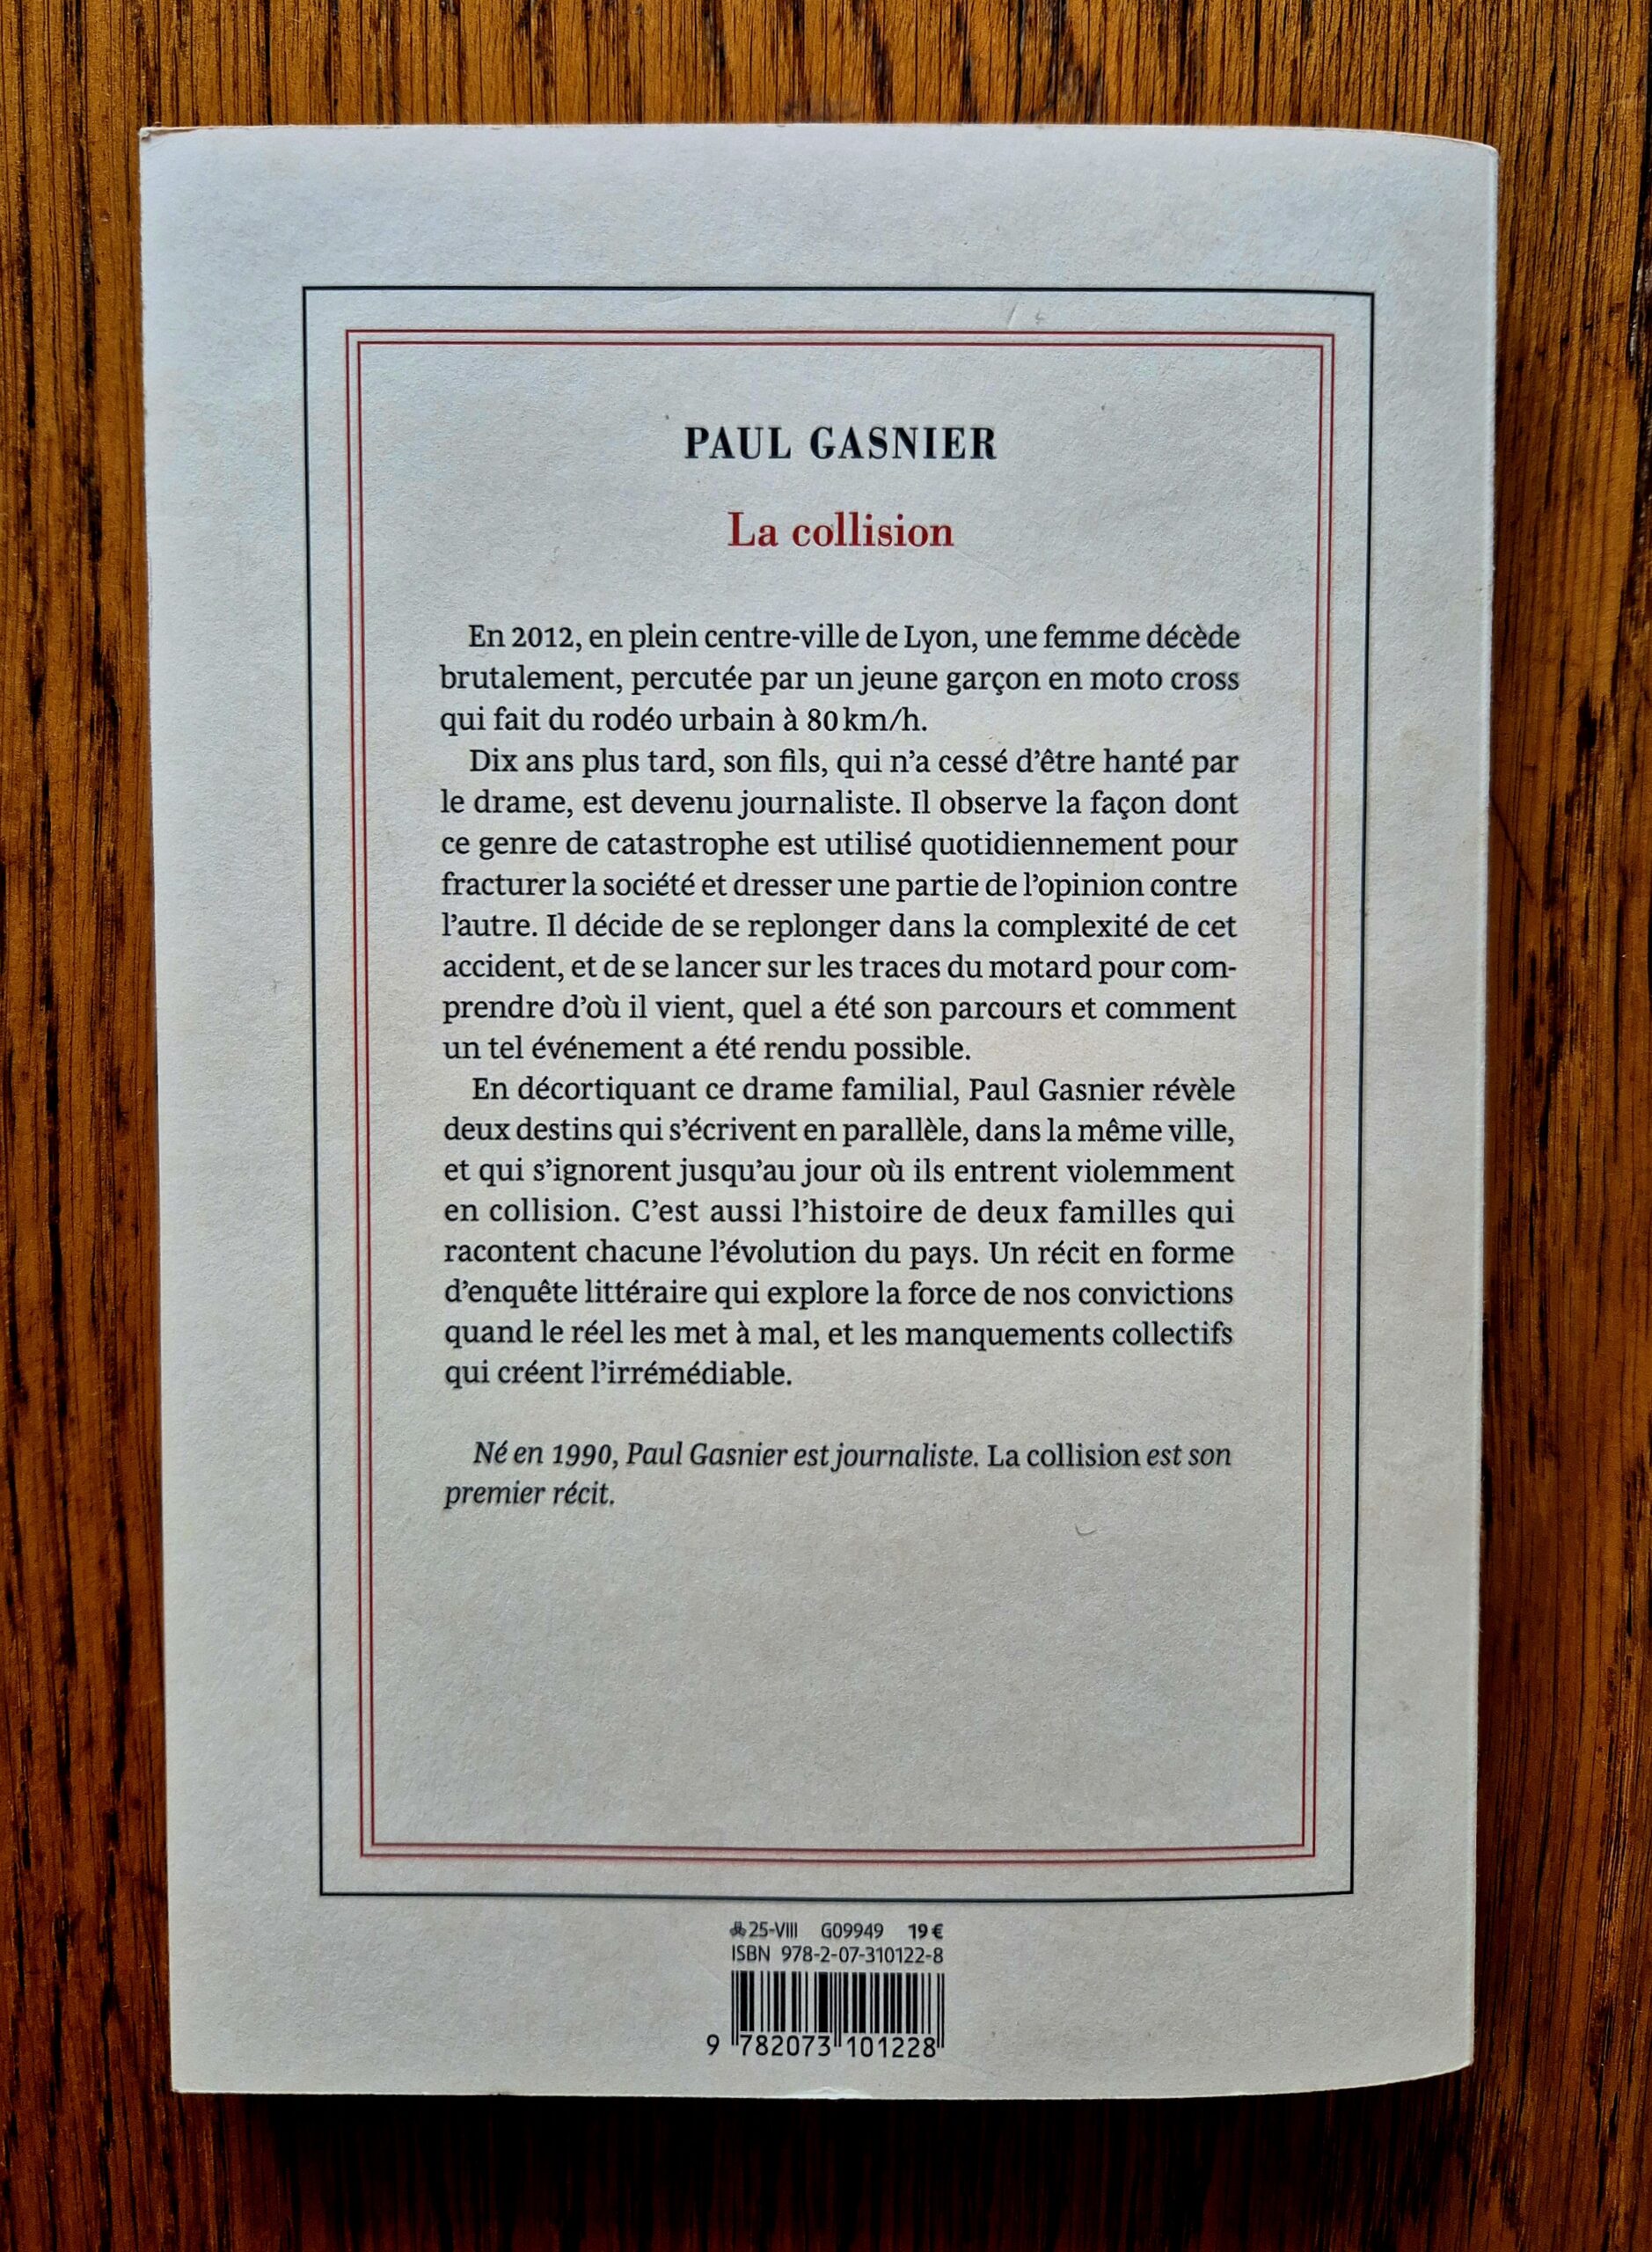 PAUL GASNIER
La collision
En 2012, en plein centre-ville de Lyon, une femme décède
brutalement, percutée par un jeune garçon en moto cross
qui fait du rodéo urbain à 80 km/h.
Dix ans plus tard, son fils, qui n’a cessé d’être hanté par
le drame, est devenu journaliste. Il observe la façon dont
ce genre de catastrophe est utilisé quotidiennement pour
fracturer la société et dresser une partie de l’opinion contre
l’autre. Il décide de se replonger dans la complexité de cet
accident, et de se lancer sur les traces du motard pour com-
prendre d’où il vient, quel a été son parcours et comment
un tel événement a été rendu possible.
En décortiquant ce drame familial, Paul Gasnier révèle
deux destins qui s’écrivent en parallèle, dans la même ville,
et qui s’ignorent jusqu’au jour où ils entrent violemment
en collision. C’est aussi l’histoire de deux familles qui
racontent chacune l’évolution du pays. Un récit en forme
d’enquête littéraire qui explore la force de nos convictions
quand le réel les met à mal, et les manquements collectifs
qui créent l’irrémédiable.
Né en 1990, Paul Gasnier est journaliste. La collision est son
premier récit.
25-VIII G09949 19 €
ISBN 978-2-07-310122-8
9 782073 101228